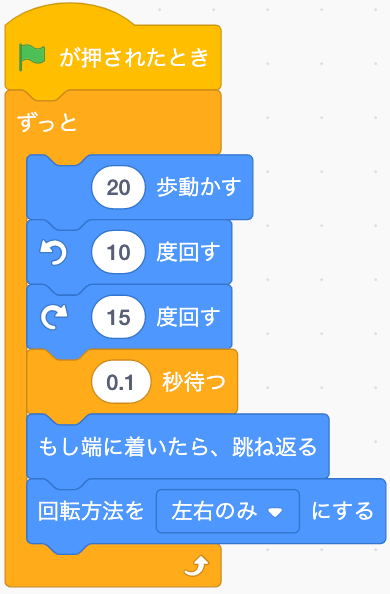 が押されたとき
ずっと
20 歩動かす
10 度回す
15 度回す
0.1 秒待つ
もし端に着いたら、跳ね返る
回転方法を 左右のみ にする